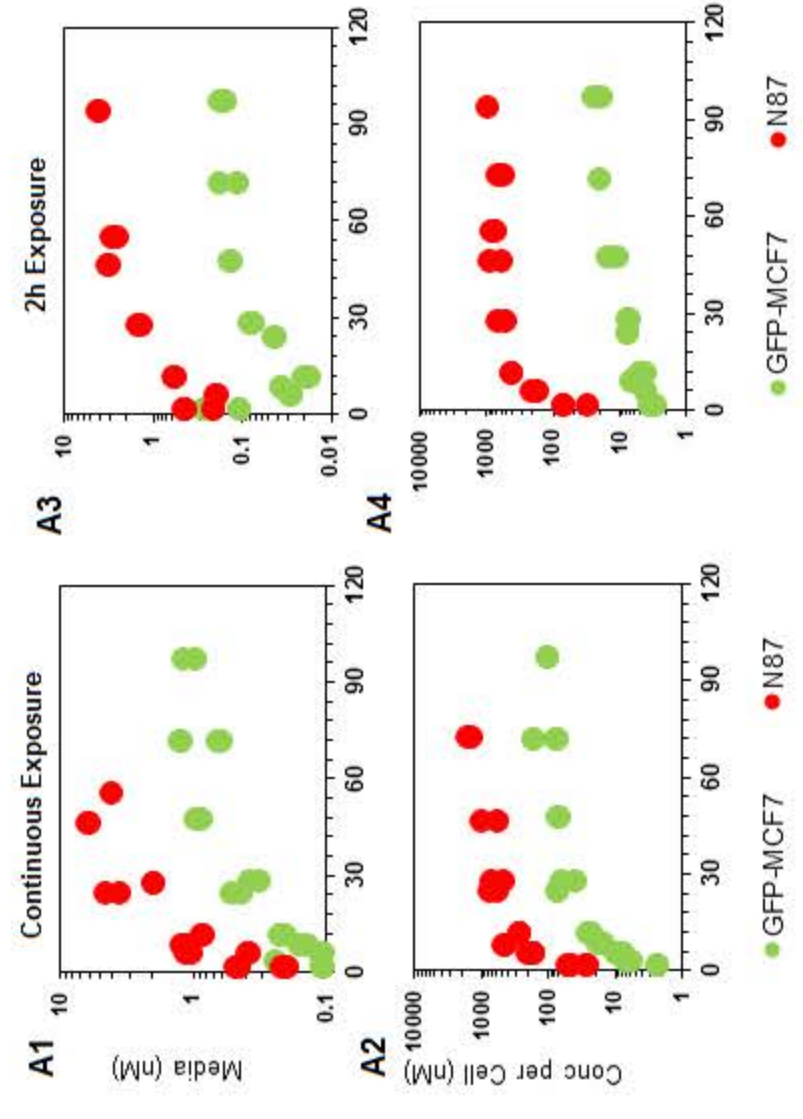 Continuous Exposure
A1
Media (nM)
10
1
0.1
0 30 60 90 120
2h Exposure
A3
10
1
0.1
0.01
0 30 60 90 120
A2
Conc per Cell (nM)
10000
1000
100
10
1
0 30 60 90 120
GFP-MCF7 N87
A4
10000
1000
100
10
1
0 30 60 90 120
GFP-MCF7 N87